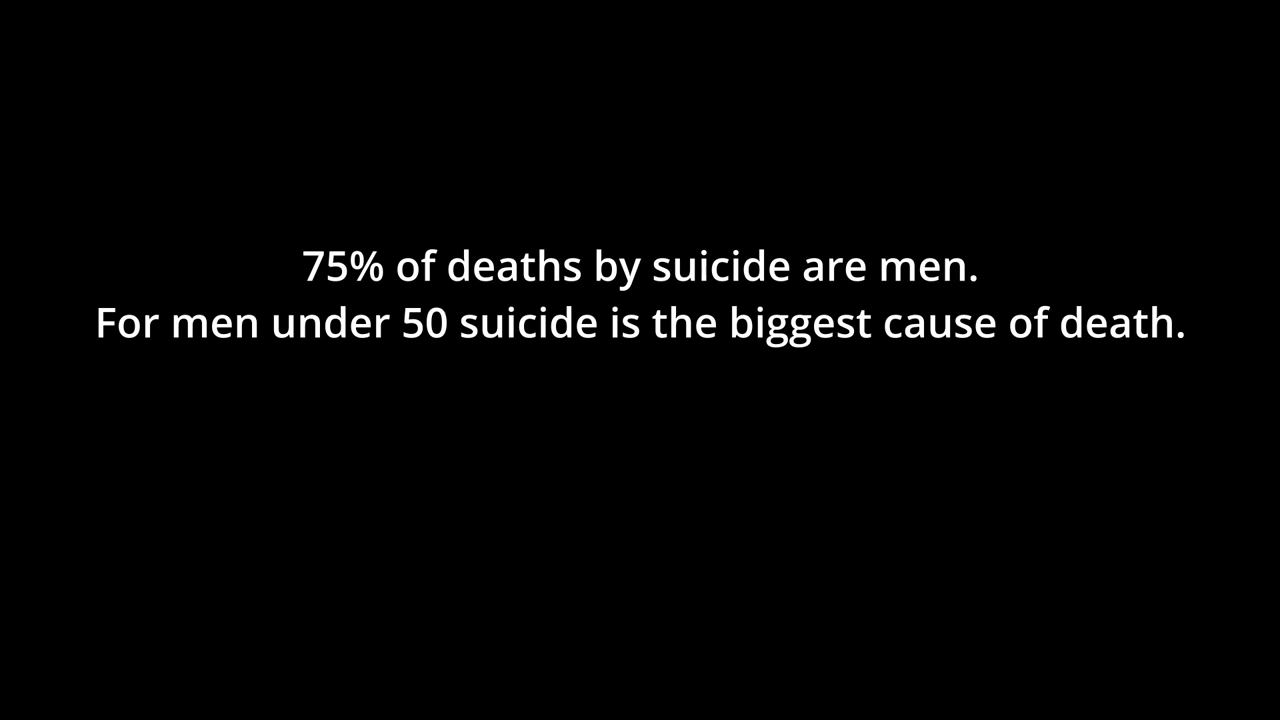 75% of deaths by suicide are men.
For men under 50 suicide is the biggest cause of death.